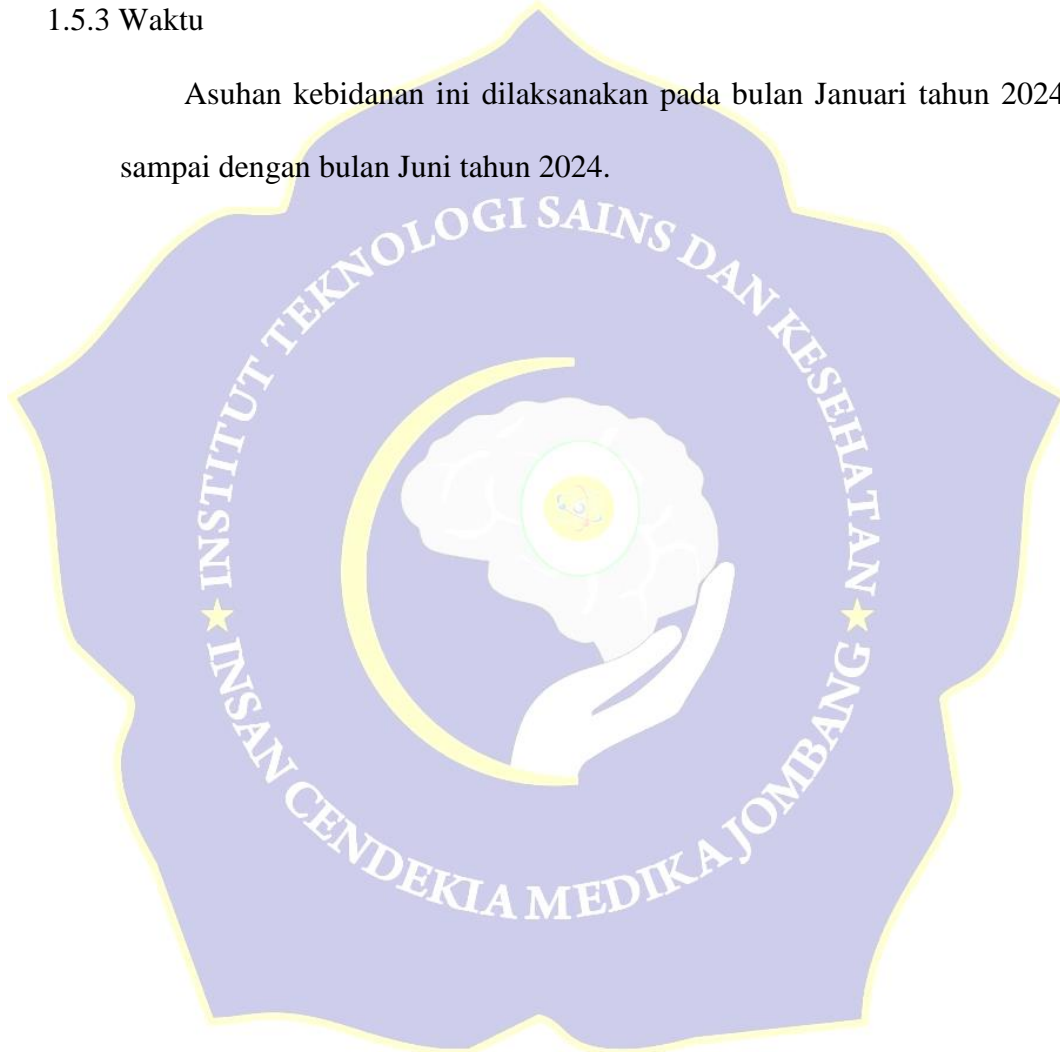 1.5.3 Waktu
Asuhan kebidanan ini dilaksanakan pada bulan Januari tahun 2024
sampai dengan bulan Juni tahun 2024.
INSTITUT TEKNOLOGI SAINS DAN KESEHATAN
INSAN CENDEKIA MEDIKA JOMBANG